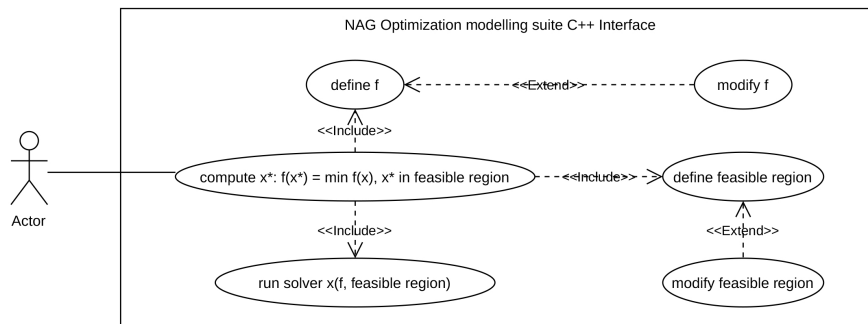 NAG Optimization modelling suite C++ Interface
define f
<<Extend>>
modify f
<<Include>>
compute x*: f(x*) = min f(x), x* in feasible region
<<Include>>
define feasible region
Actor
<<Include>>
<<Extend>>
run solver x(f, feasible region)
modify feasible region